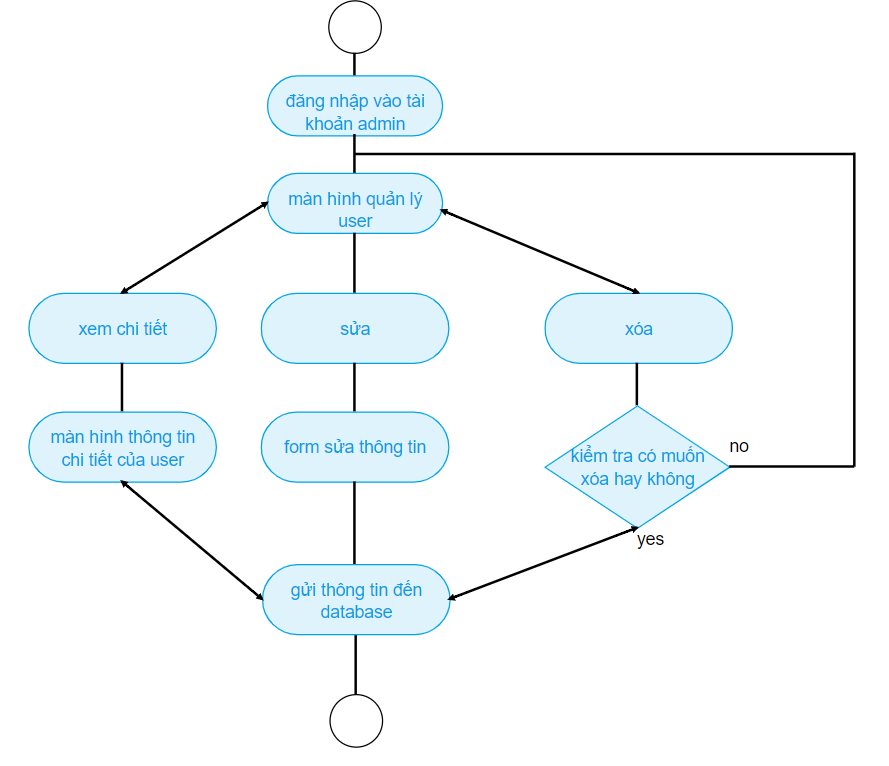 đăng nhập vào tài
khoản admin
màn hình quản lý
user
xem chi tiết
sửa
xóa
màn hình thông tin
chi tiết của user
form sửa thông tin
kiểm tra có muốn
xóa hay không
no
yes
gửi thông tin đến
database